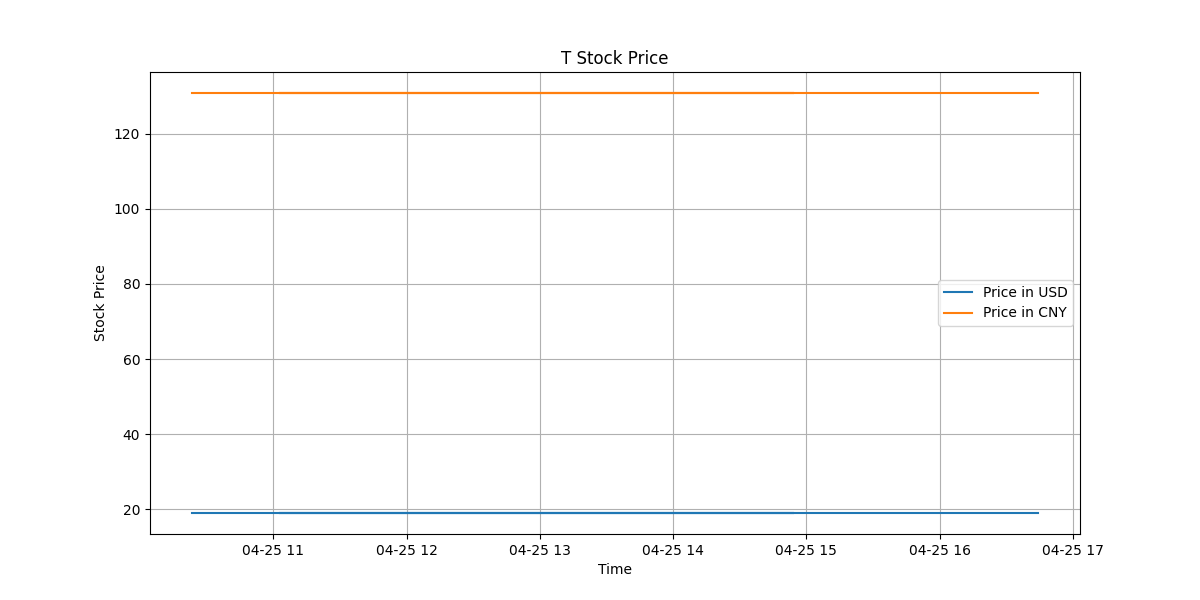 T Stock Price
120
100
80
60
40
20
Stock Price
Price in USD
Price in CNY
04-25 11
04-25 12
04-25 13
04-25 14
04-25 15
04-25 16
04-25 17
Time